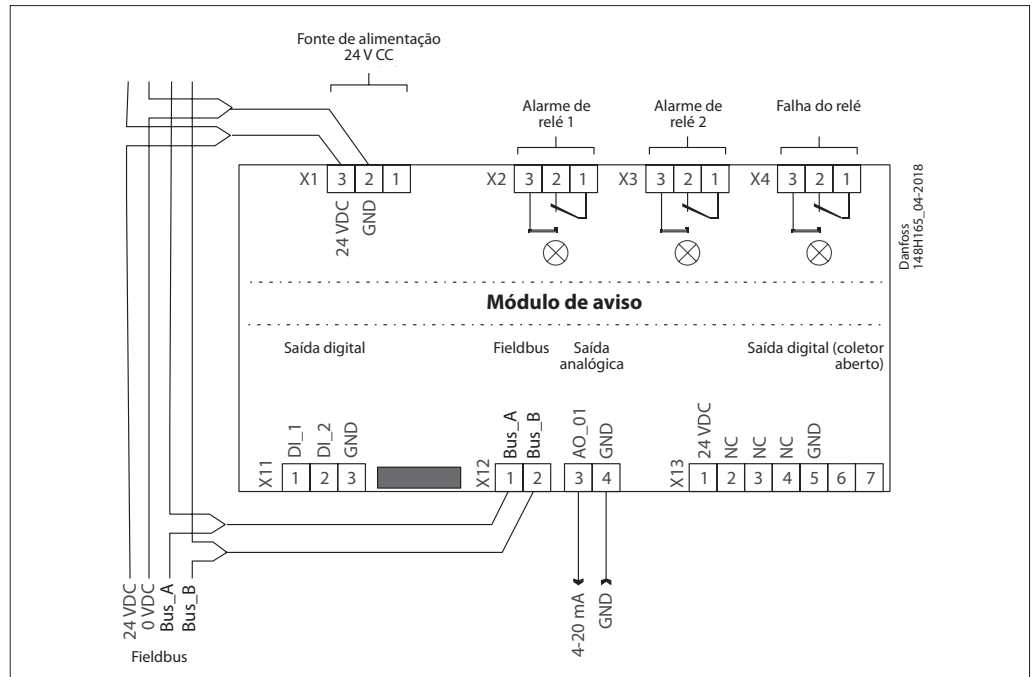 Fonte de alimentação
24 V CC
Alarme de
relé 1
Alarme de
relé 2
Falha do relé
X1 3 2 1
X2 3 2 1
X3 3 2 1
X4 3 2 1
24 VDC
GND
Danfoss
148H165_04-2018
Módulo de aviso
Saída digital
Fieldbus
Saída
analógica
Saída digital (coletor
aberto)
DI_1
DI_2
GND
Bus_A
Bus_B
AO_01
GND
24 VDC
NC
NC
NC
GND
X11 1 2 3
X12 1 2 3 4
X13 1 2 3 4 5 6 7
24 VDC
0 VDC
Bus_A
Bus_B
Fieldbus
4-20 mA
GND